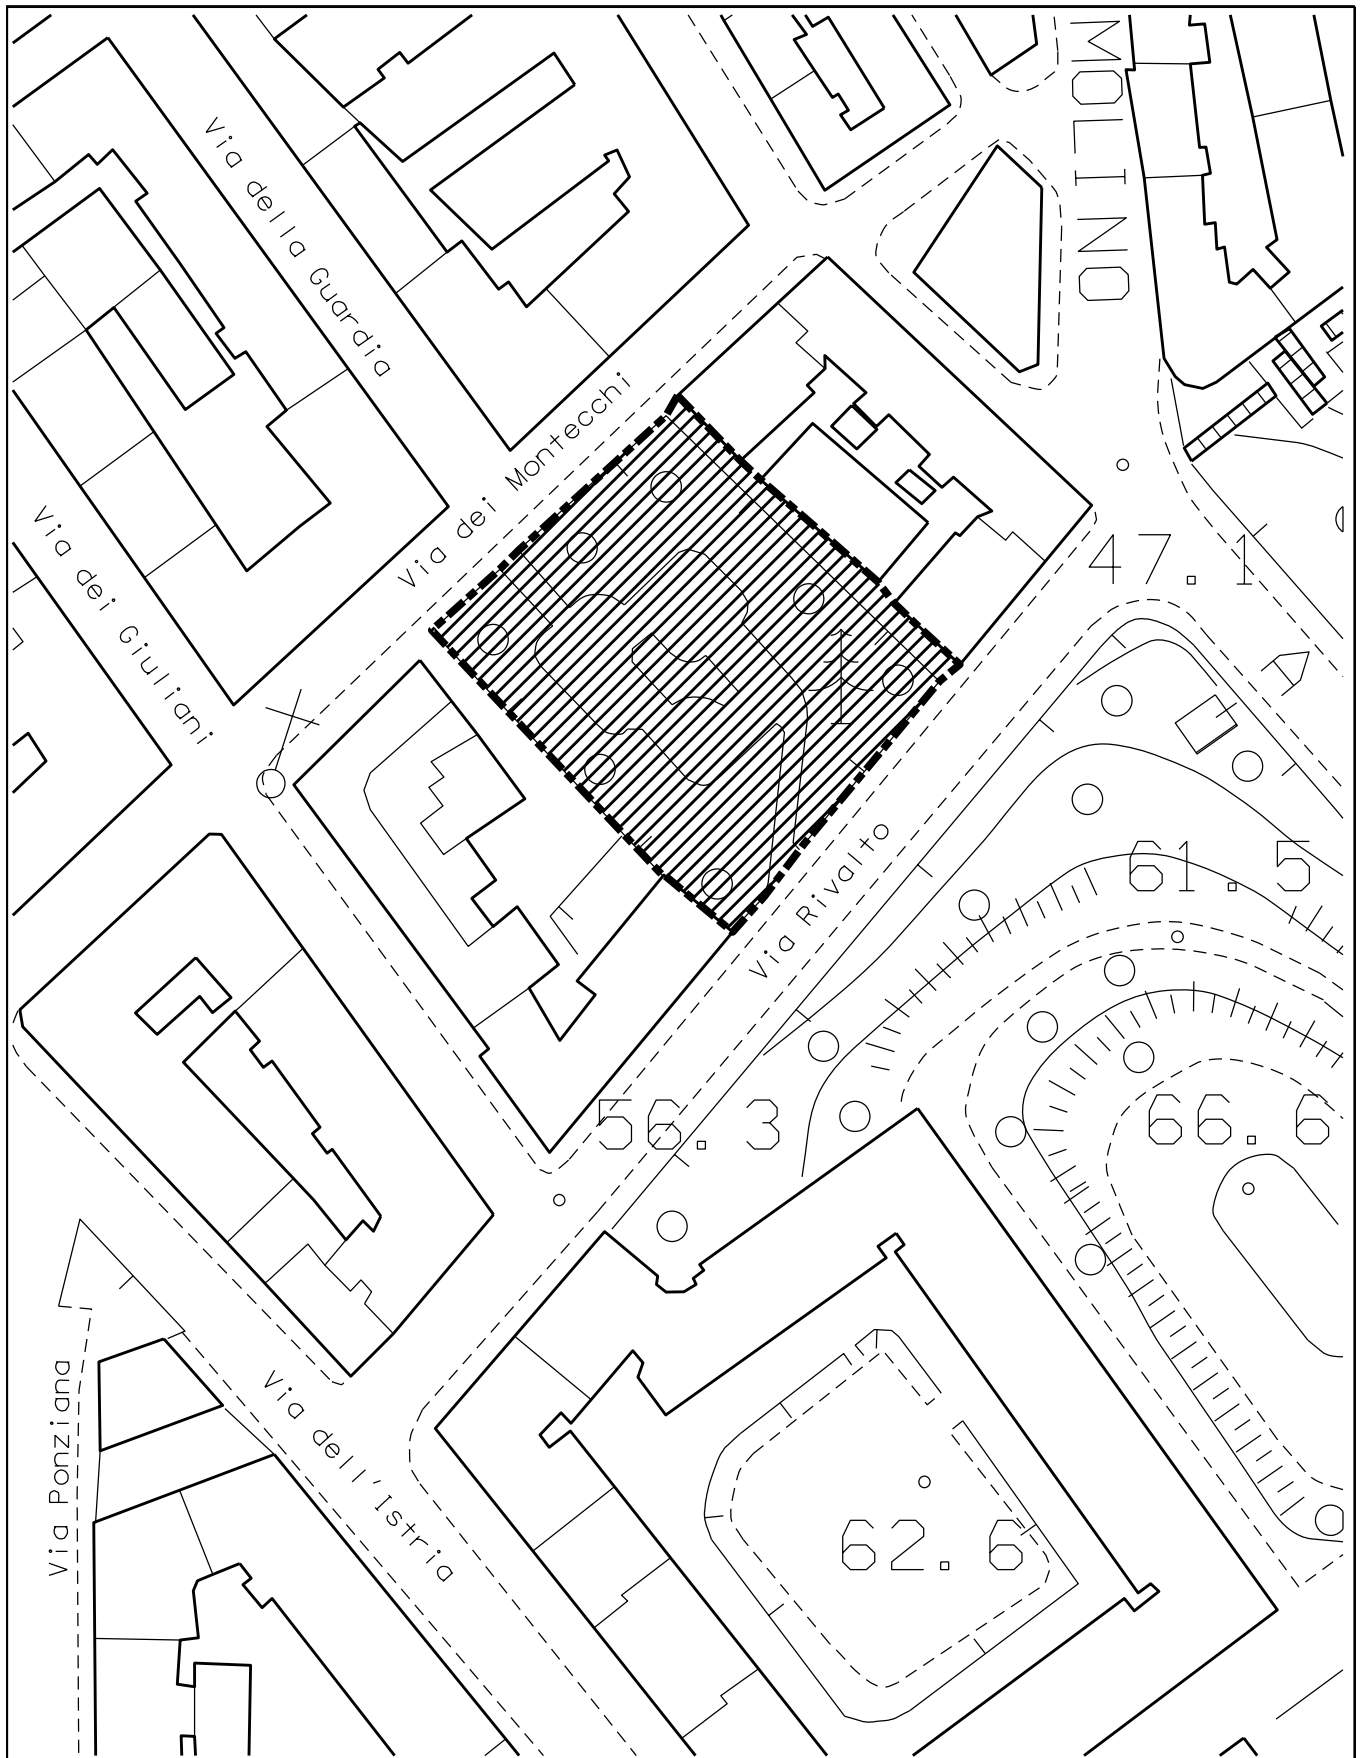 MOLINO
Via della Guardia
Via dei Montecchi
Via dei Giuliani
47.1
Via Rivalto
61.5
56.3
66.6
Via Ponziana
Via dell'Istria
62.6